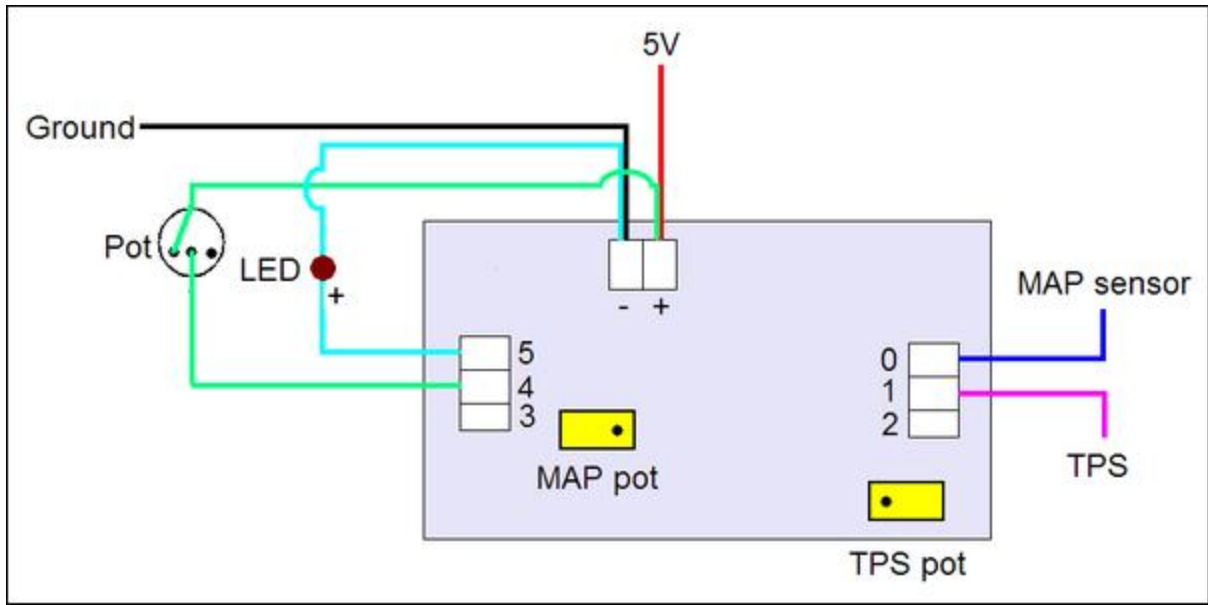 5V
Ground
Pot
LED
+
- +
MAP sensor
5
4
3
0
1
2
MAP pot
TPS
TPS pot